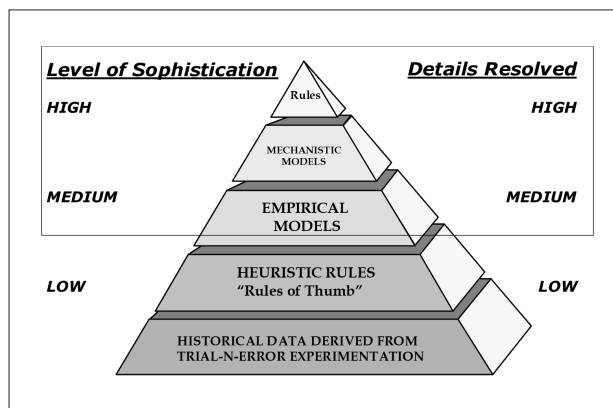 Level of Sophistication
Details Resolved
HIGH
Rules
HIGH
MECHANISTIC
MODELS
MEDIUM
MEDIUM
EMPIRICAL
MODELS
LOW
HEURISTIC RULES
“Rules of Thumb”
LOW
HISTORICAL DATA DERIVED FROM
TRIAL-N-ERROR EXPERIMENTATION